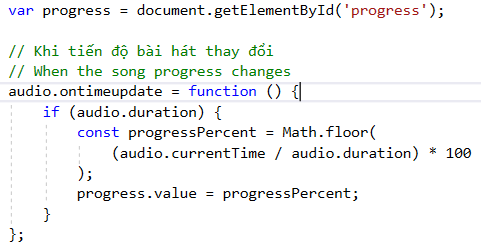 var progress = document.getElementById('progress');
// Khi tiến độ bài hát thay đổi
// When the song progress changes
audio.ontimeupdate = function () {
if (audio.duration) {
const progressPercent = Math.floor(
(audio.currentTime / audio.duration) * 100
);
progress.value = progressPercent;
}
};